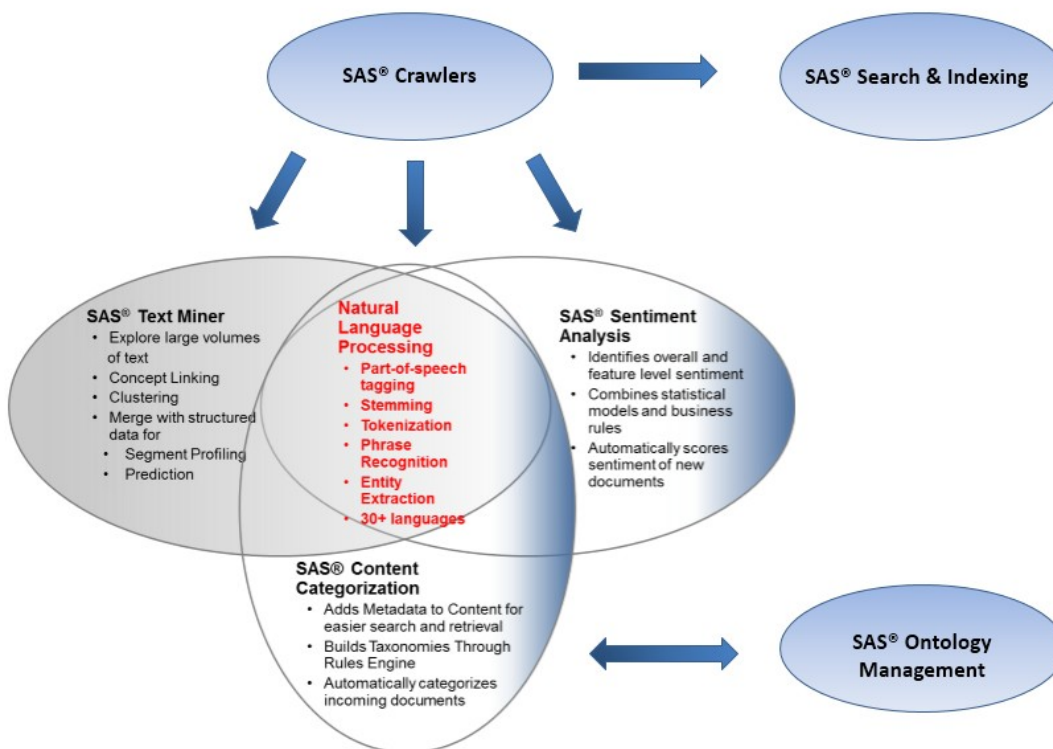 SAS® Crawlers
SAS® Search & Indexing
SAS® Text Miner
• Explore large volumes
of text
• Concept Linking
• Clustering
• Merge with structured
data for
• Segment Profiling
• Prediction
Natural
Language
Processing
• Part-of-speech
tagging
• Stemming
• Tokenization
• Phrase
Recognition
• Entity
Extraction
• 30+ languages
SAS® Sentiment
Analysis
• Identifies overall and
feature level sentiment
• Combines statistical
models and business
rules
• Automatically scores
sentiment of new
documents
SAS® Content
Categorization
• Adds Metadata to Content for
easier search and retrieval
• Builds Taxonomies Through
Rules Engine
• Automatically categorizes
incoming documents
SAS® Ontology
Management